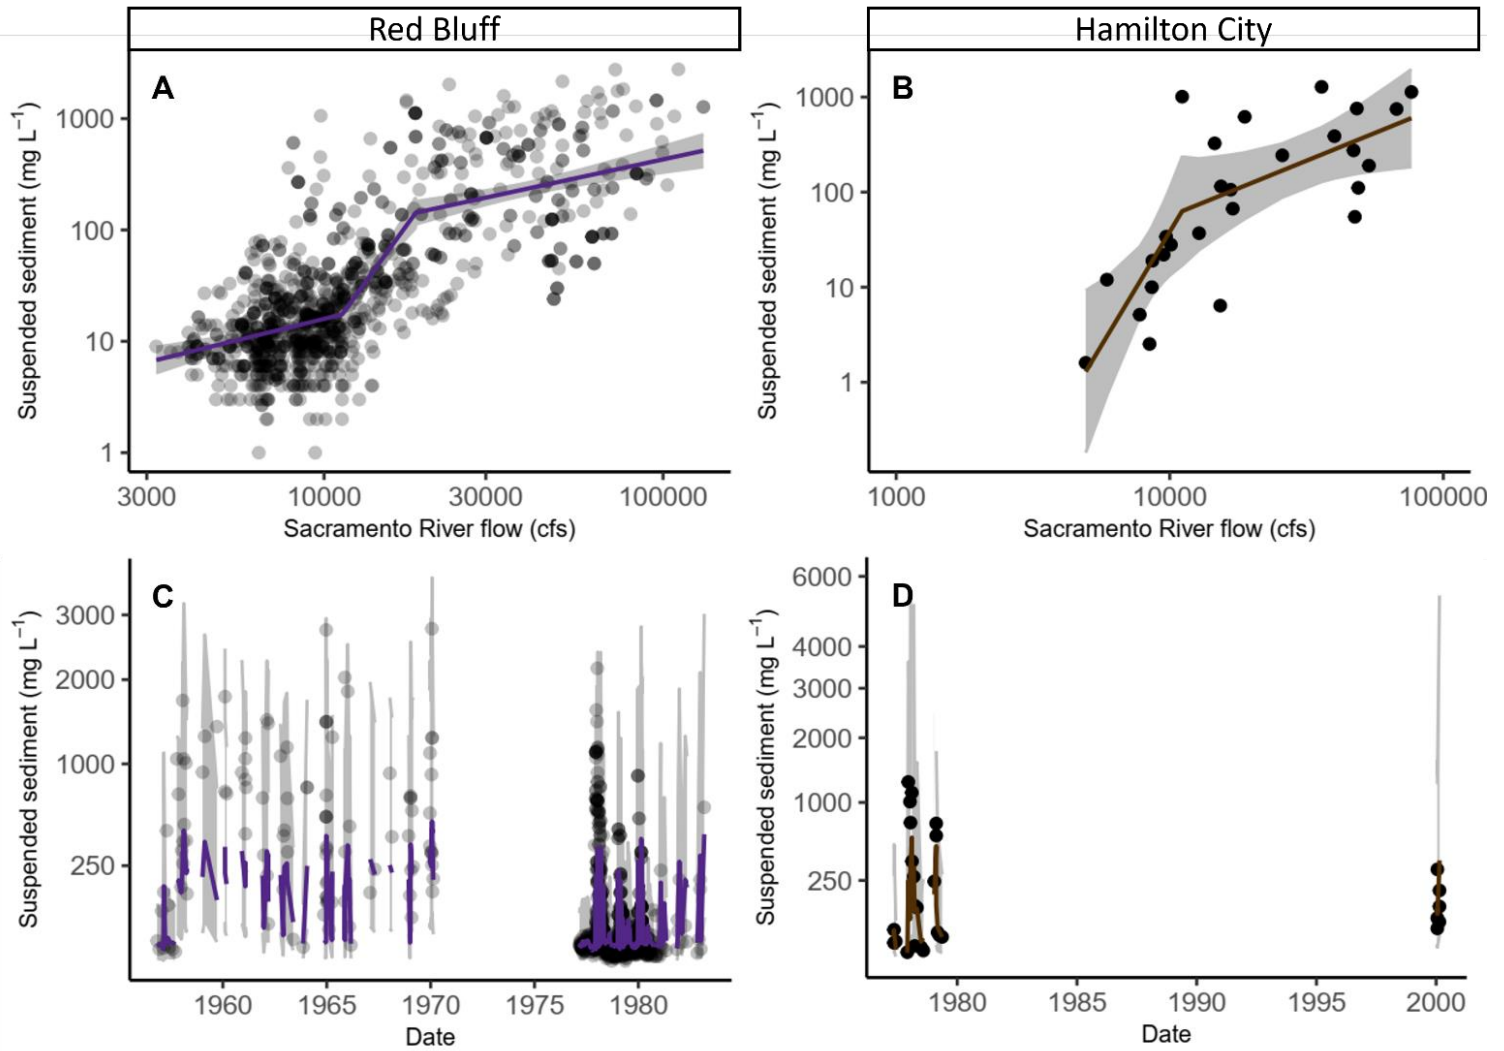 Red Bluff
Hamilton City
A
Suspended sediment (mg L⁻¹)
1000
100
10
1
3000 10000 30000 100000
Sacramento River flow (cfs)
B
Suspended sediment (mg L⁻¹)
1000
100
10
1
1000 10000 100000
Sacramento River flow (cfs)
C
Suspended sediment (mg L⁻¹)
3000
2000
1000
250
1960 1965 1970 1975 1980
Date
D
Suspended sediment (mg L⁻¹)
6000
4000
3000
2000
1000
250
1980 1985 1990 1995 2000
Date